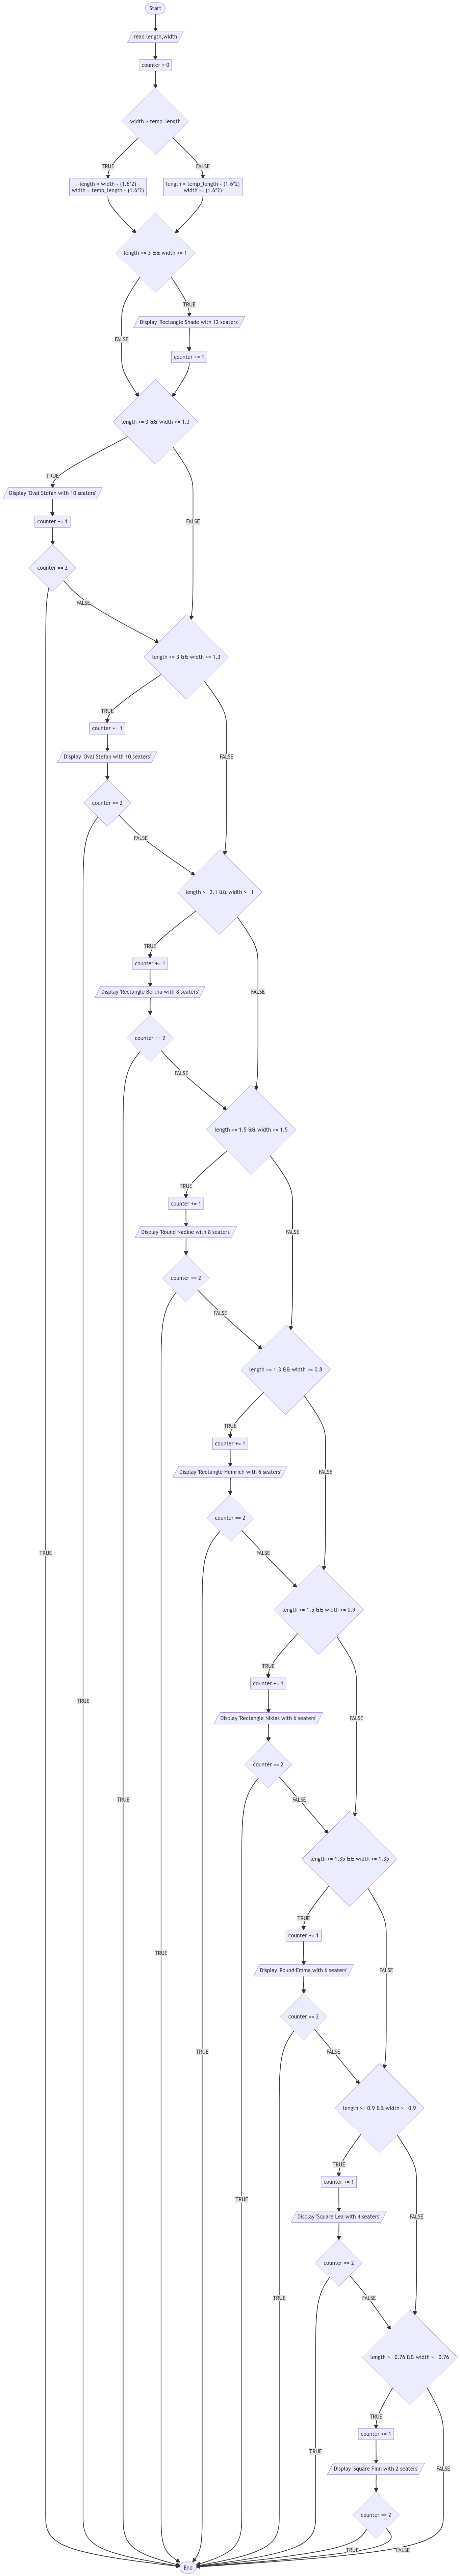 Start
read length,width
counter = 0
width > temp_length
TRUE
FALSE
length = width - (1.6*2)
width = temp_length - (1.6*2)
length = temp_length - (1.6*2)
width -= (1.6*2)
length >= 3 && width >= 1
TRUE
Display 'Rectangle Shade with 12 seaters'
FALSE
counter += 1
length >= 3 && width >= 1.3
TRUE
Display 'Oval Stefan with 10 seaters'
counter += 1
FALSE
counter == 2
FALSE
length >= 3 && width >= 1.3
TRUE
counter += 1
Display 'Oval Stefan with 10 seaters'
FALSE
counter == 2
FALSE
length >= 2.1 && width >= 1
TRUE
counter += 1
Display 'Rectangle Bertha with 8 seaters'
FALSE
counter == 2
FALSE
length >= 1.5 && width >= 1.5
TRUE
counter += 1
Display 'Round Nadine with 8 seaters'
FALSE
counter == 2
FALSE
length >= 1.3 && width >= 0.8
TRUE
counter += 1
Display 'Rectangle Heinrich with 6 seaters'
FALSE
counter == 2
TRUE
FALSE
length >= 1.5 && width >= 0.9
TRUE
counter += 1
TRUE
Display 'Rectangle Niklas with 6 seaters'
FALSE
counter == 2
TRUE
FALSE
length >= 1.35 && width >= 1.35
TRUE
counter += 1
TRUE
Display 'Round Emma with 6 seaters'
FALSE
counter == 2
TRUE
FALSE
length >= 0.9 && width >= 0.9
TRUE
counter += 1
TRUE
Display 'Square Lea with 4 seaters'
FALSE
counter == 2
TRUE
FALSE
length >= 0.76 && width >= 0.76
TRUE
counter += 1
TRUE
Display 'Square Finn with 2 seaters'
FALSE
counter == 2
TRUE
FALSE
End